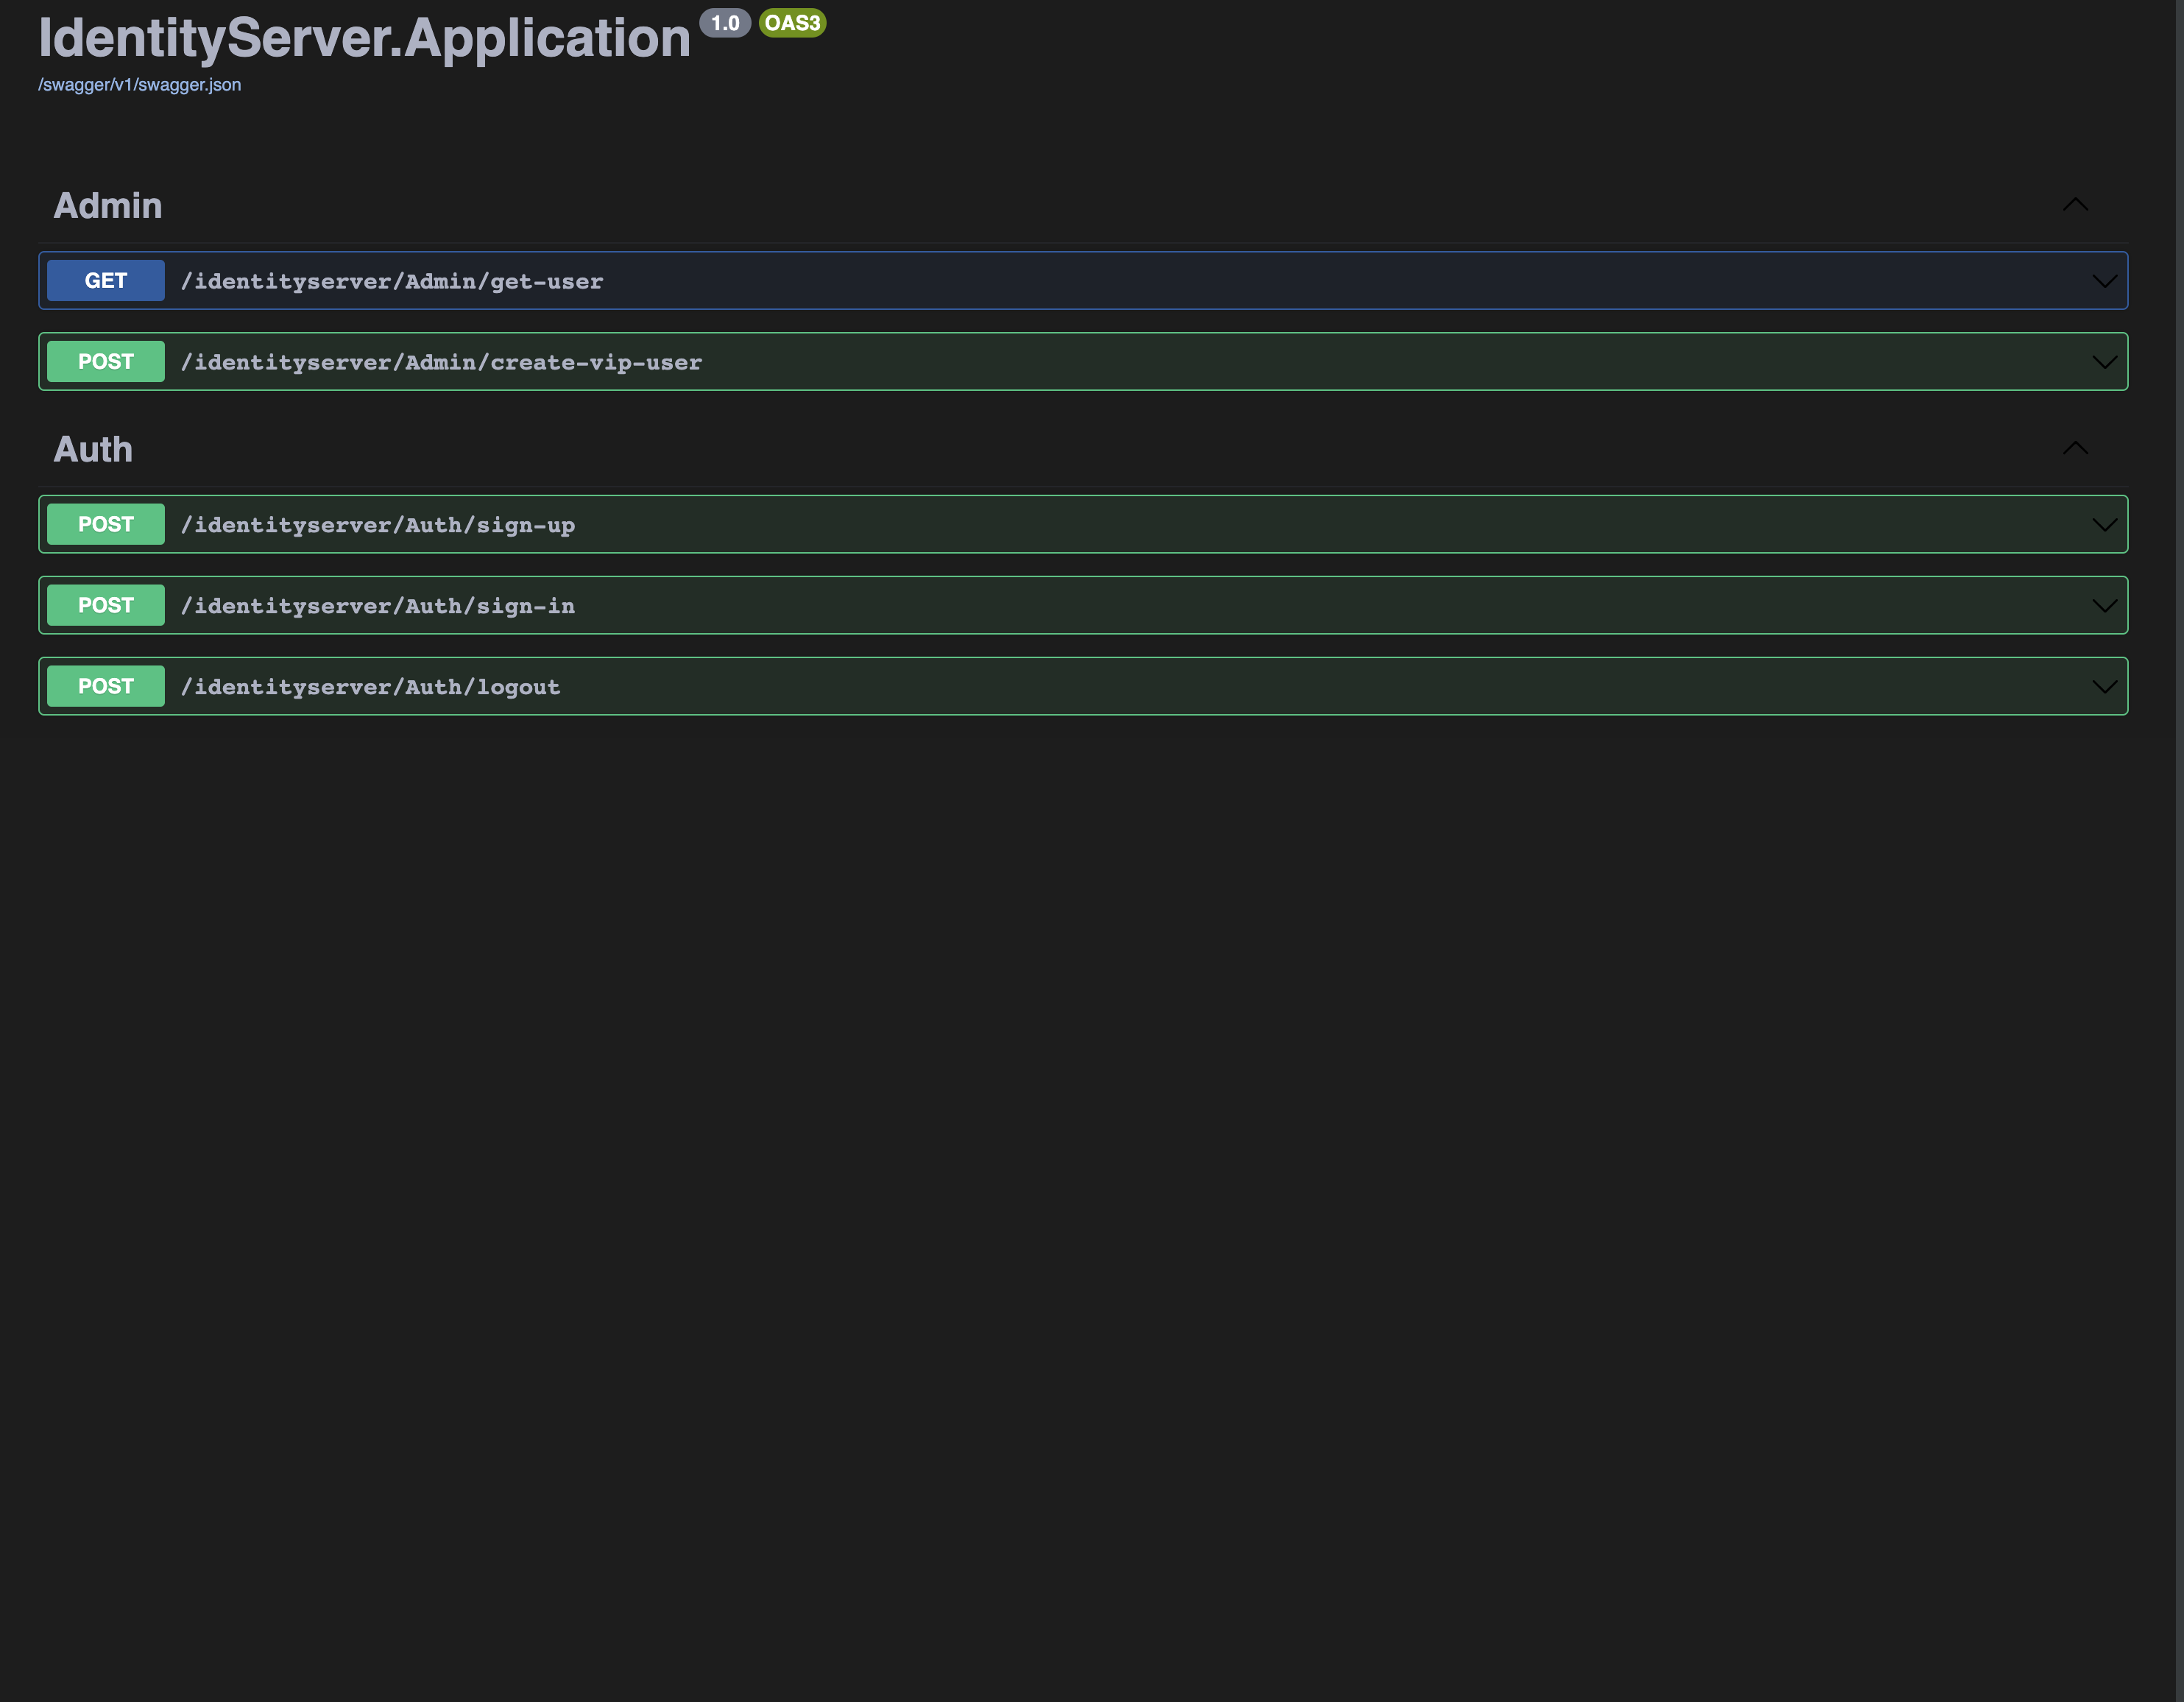 IdentityServer.Application 1.0 OAS3
/swagger/v1/swagger.json
Admin
GET /identityserver/Admin/get-user
POST /identityserver/Admin/create-vip-user
Auth
POST /identityserver/Auth/sign-up
POST /identityserver/Auth/sign-in
POST /identityserver/Auth/logout